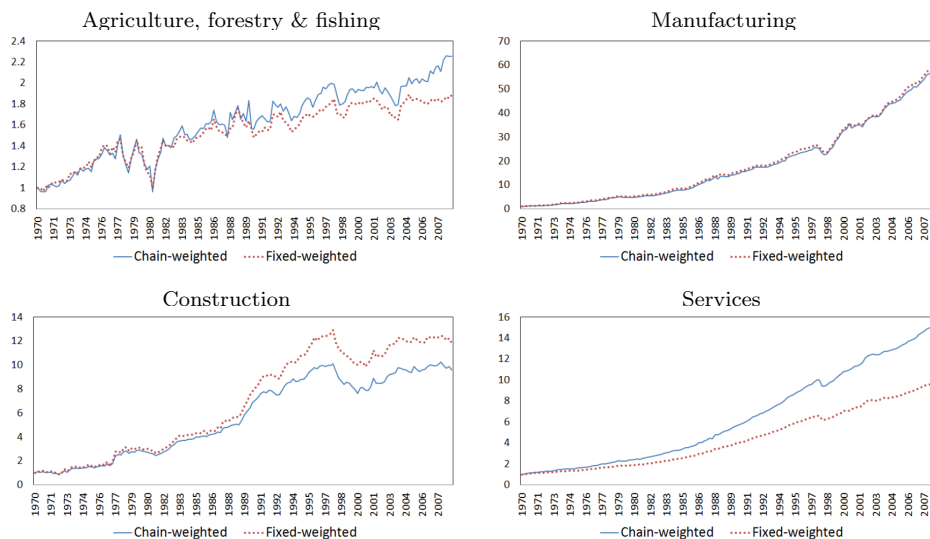 Agriculture, forestry & fishing
2.4
2.2
2
1.8
1.6
1.4
1.2
1
0.8
1970 1971 1973 1974 1976 1977 1979 1980 1982 1983 1985 1986 1988 1989 1991 1992 1994 1995 1997 1998 2000 2001 2003 2004 2006 2007
Chain-weighted Fixed-weighted
Manufacturing
70
60
50
40
30
20
10
0
1970 1971 1973 1974 1976 1977 1979 1980 1982 1983 1985 1986 1988 1989 1991 1992 1994 1995 1997 1998 2000 2001 2003 2004 2006 2007
Chain-weighted Fixed-weighted
Construction
14
12
10
8
6
4
2
0
1970 1971 1973 1974 1976 1977 1979 1980 1982 1983 1985 1986 1988 1989 1991 1992 1994 1995 1997 1998 2000 2001 2003 2004 2006 2007
Chain-weighted Fixed-weighted
Services
16
14
12
10
8
6
4
2
0
1970 1971 1973 1974 1976 1977 1979 1980 1982 1983 1985 1986 1988 1989 1991 1992 1994 1995 1997 1998 2000 2001 2003 2004 2006 2007
Chain-weighted Fixed-weighted